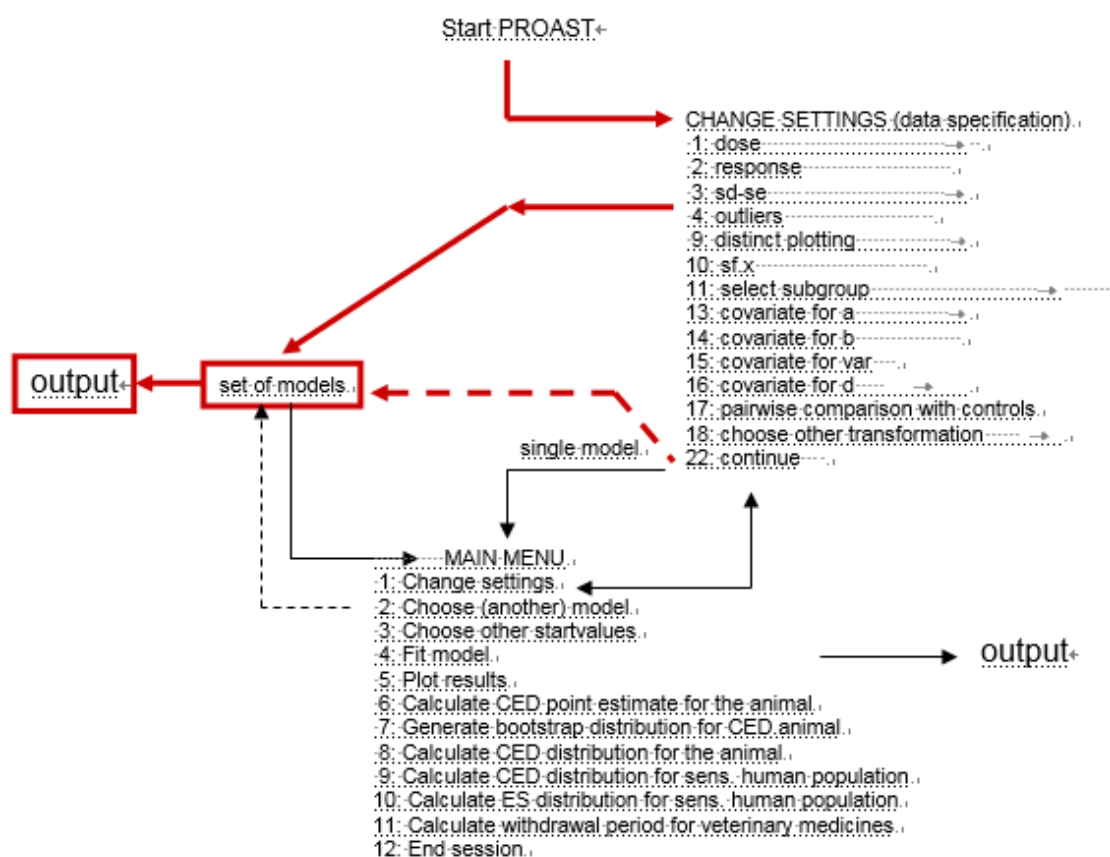 Start PROAST
CHANGE SETTINGS (data specification)
1: dose
2: response
3: sd-se
4: outliers
9: distinct plotting
10: sf.x
11: select subgroup
13: covariate for a
14: covariate for b
15: covariate for var
16: covariate for d
17: pairwise comparison with controls
18: choose other transformation
22: continue
output
set of models
single model
MAIN MENU
1: Change settings
2: Choose (another) model
3: Choose other startvalues
4: Fit model
5: Plot results
6: Calculate CED point estimate for the animal
7: Generate bootstrap distribution for CED.animal
8: Calculate CED distribution for the animal
9: Calculate CED distribution for sens. human population
10: Calculate ES distribution for sens. human population
11: Calculate withdrawal period for veterinary medicines
12: End session
output